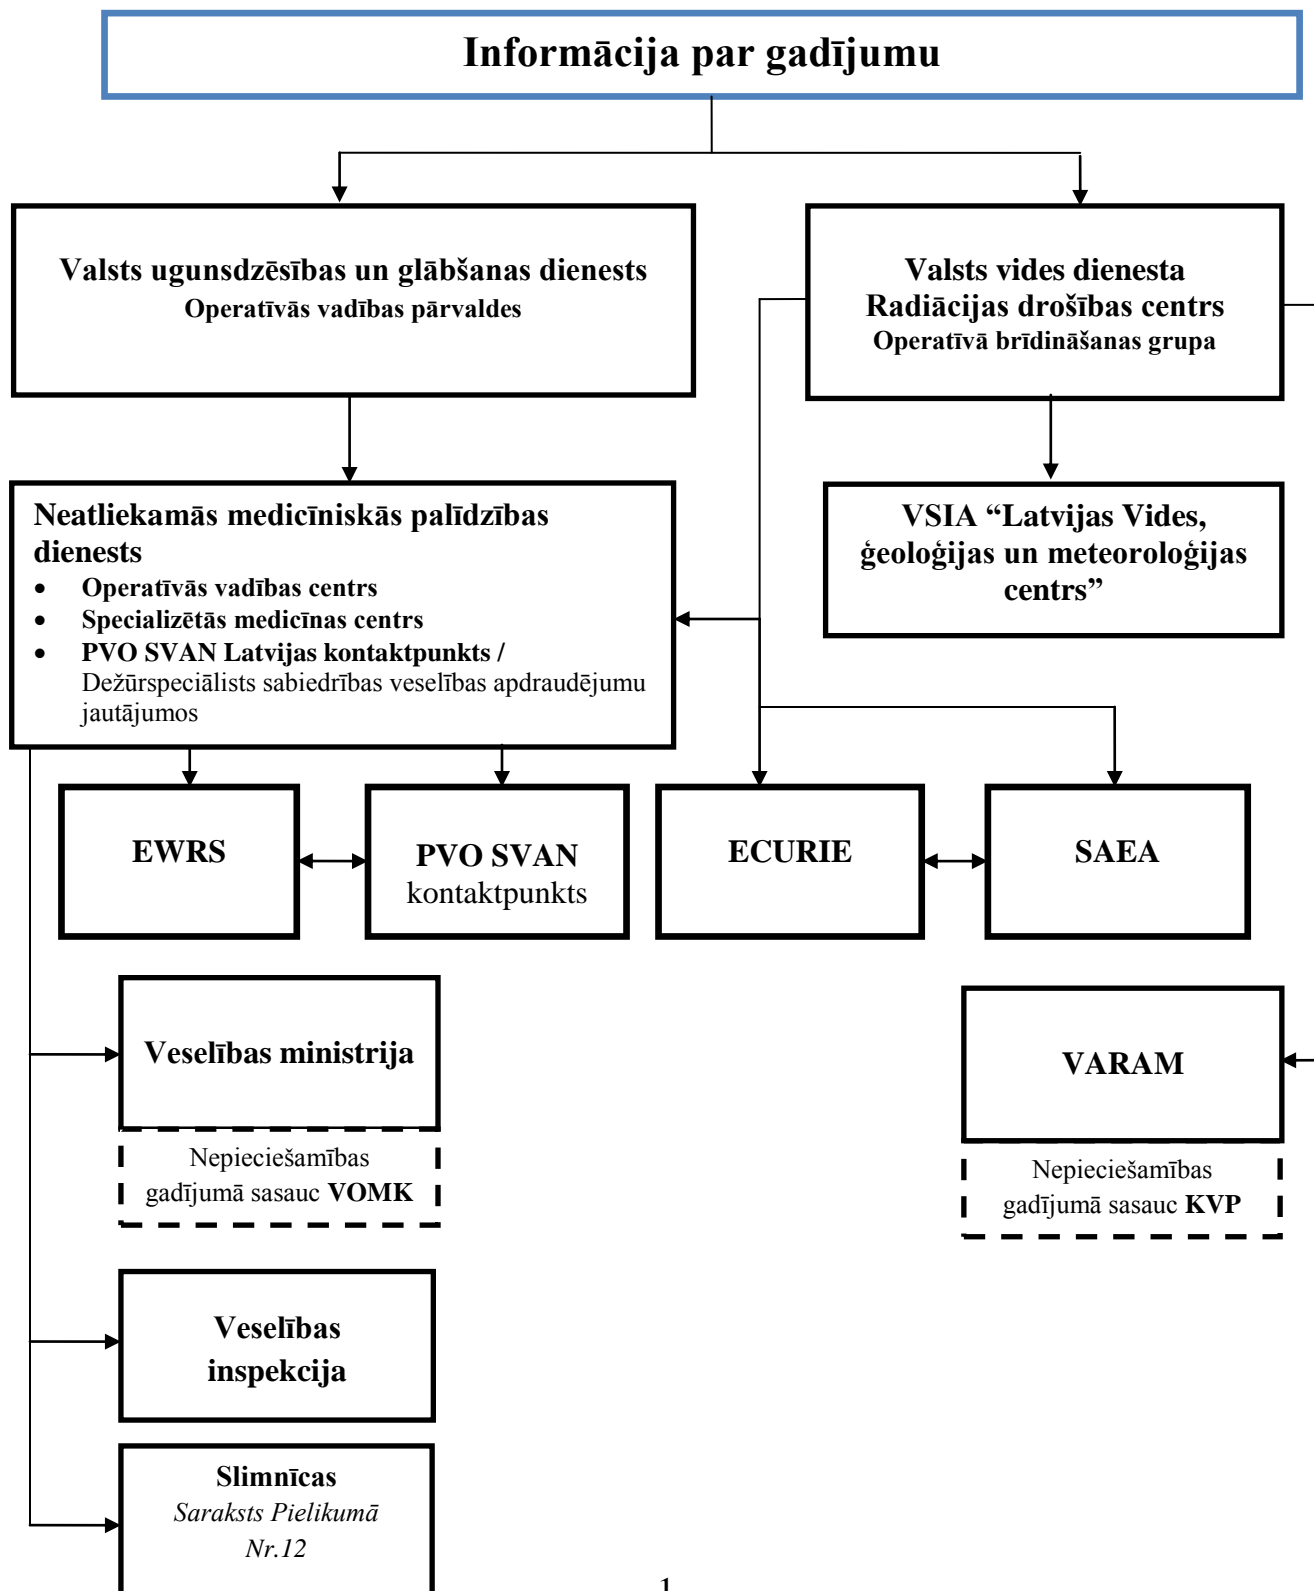 Informācija par gadījumu
Valsts ugunsdzēsības un glābšanas dienests
Operatīvās vadības pārvaldes
Valsts vides dienesta
Radiācijas drošības centrs
Operatīvā brīdināšanas grupa
Neatliekamās medicīniskās palīdzības
dienests
• Operatīvās vadības centrs
• Specializētās medicīnas centrs
• PVO SVAN Latvijas kontaktpunkts /
Dežūrspeciālists sabiedrības veselības apdraudējumu
jautājumos
VSIA “Latvijas Vides,
ģeoloģijas un meteoroloģijas
centrs”
EWRS
PVO SVAN
kontaktpunkts
ECURIE
SAEA
Veselības ministrija
Nepieciešamības
gadījumā sasauc VOMK
VARAM
Nepieciešamības
gadījumā sasauc KVP
Veselības
inspekcija
Slimnīcas
Saraksts Pielikumā
Nr.12
1